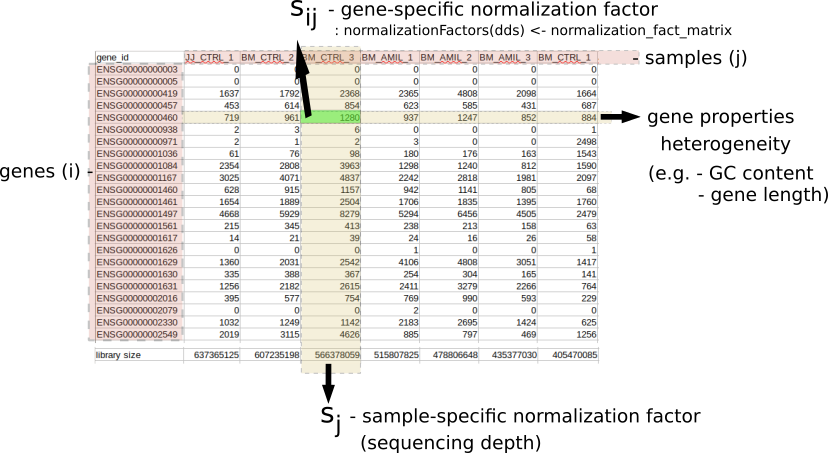 sij - gene-specific normalization factor
: normalizationFactors(dds) <- normalization_fact_matrix
gene_id JJ_CTRL_1 BM_CTRL_2 BM_CTRL_3 BM_AMIL_1 BM_AMIL_2 BM_AMIL_3 BM_CTRL_1 - samples (j)
ENSG00000000003 0 0 0 0 0 0 0
ENSG00000000005 0 0 0 0 0 0 0
ENSG00000000419 1637 1792 2368 2365 4808 2098 1664
ENSG00000000457 453 614 854 623 585 431 687
ENSG00000000460 719 961 1280 937 1247 852 884
gene properties
heterogeneity
(e.g. - GC content
- gene length)
ENSG00000000938 2 3 6 0 0 0 1
ENSG00000000971 2 1 2 3 0 0 2498
ENSG00000001036 61 76 98 180 176 163 1543
ENSG00000001084 2354 2808 3963 1298 1240 812 1590
genes (i) -
ENSG00000001167 3025 4071 4837 2242 2818 1981 2097
ENSG00000001460 628 915 1157 942 1141 805 68
ENSG00000001461 1654 1889 2504 1706 1835 1395 1760
ENSG00000001497 4668 5929 8279 5294 6456 4505 2479
ENSG00000001561 215 345 413 238 213 158 63
ENSG00000001617 14 21 39 24 16 26 58
ENSG00000001626 0 0 0 1 0 0 1
ENSG00000001629 1360 2031 2542 4106 4808 3051 1417
ENSG00000001630 335 388 367 254 304 165 141
ENSG00000001631 1256 2182 2615 2411 3279 2266 764
ENSG00000002016 395 577 754 769 990 593 229
ENSG00000002079 0 0 0 2 0 0 0
ENSG00000002330 1032 1249 1142 2183 2695 1424 625
ENSG00000002549 2019 3115 4626 885 797 469 1256
library size 637365125 607235198 566378059 515807825 478806648 435377030 405470085
sj - sample-specific normalization factor
(sequencing depth)